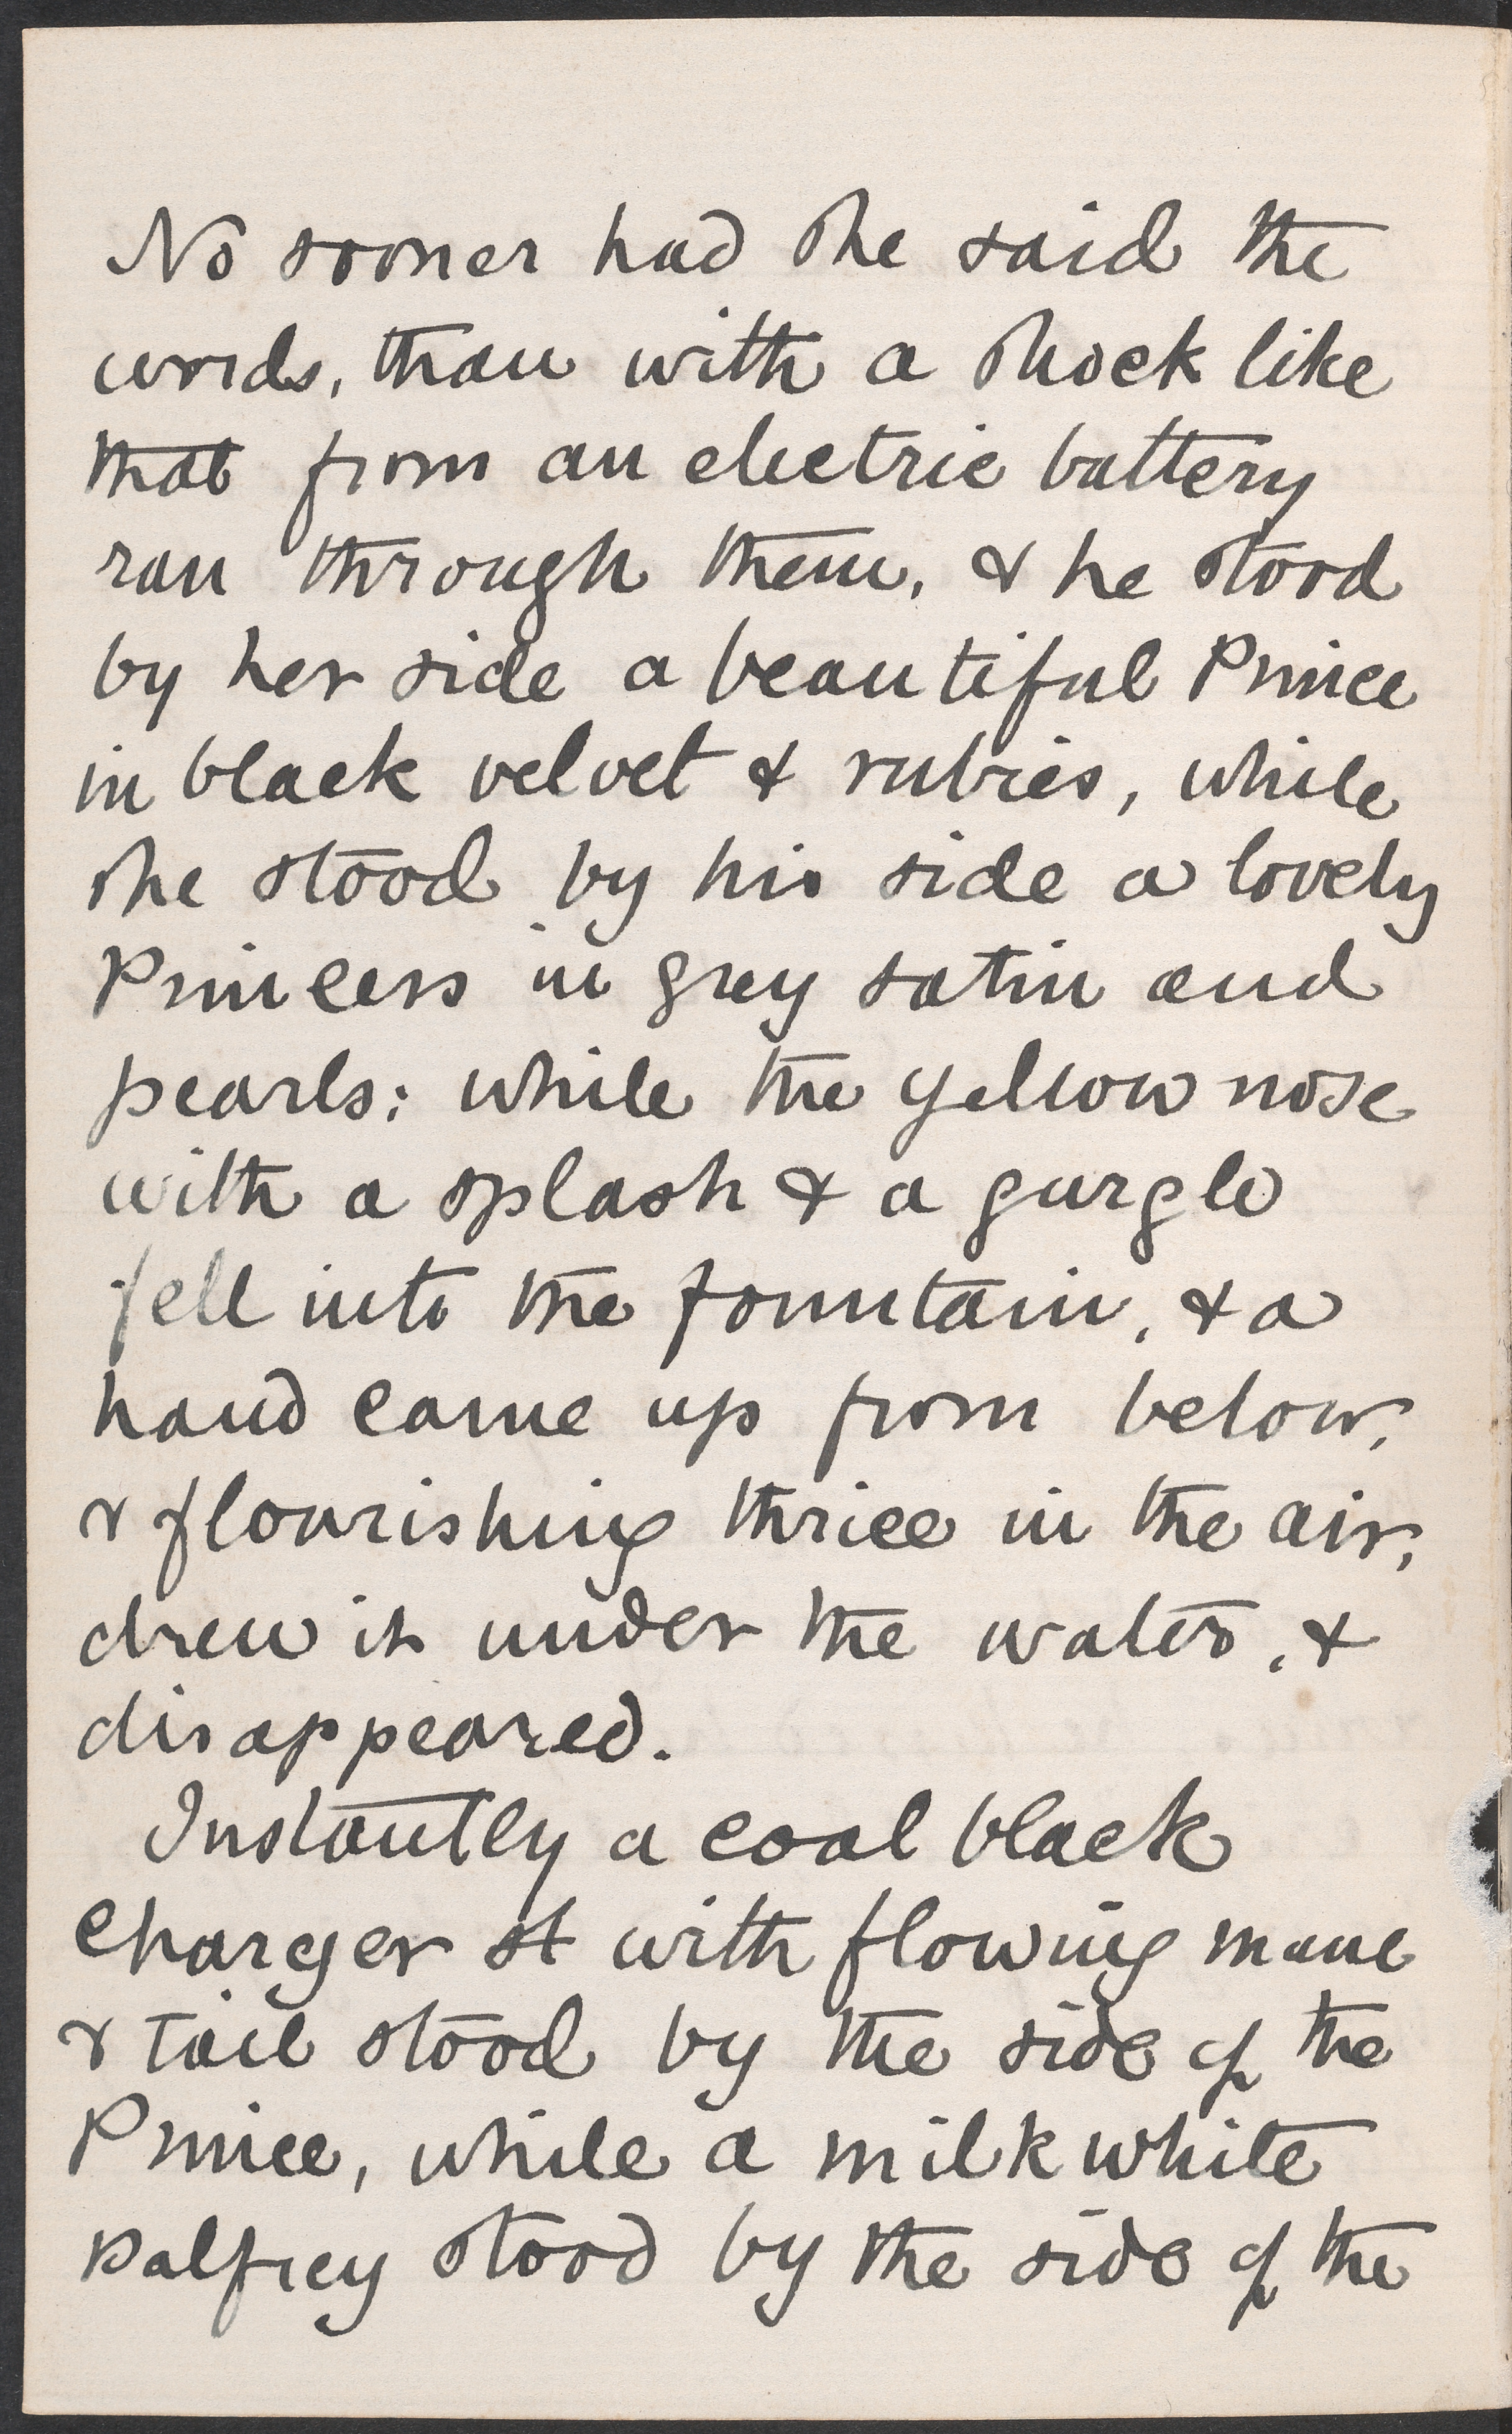 No sooner had she said the
words, than with a shock like
that from an electric battery
ran through them, & he stood
by her side a beautiful Prince
in black velvet & rubies, while
she stood by his side a lovely
Princess in grey satin and
pearls: while the yellow nose
with a splash & a gurgle
fell into the fountain, & a
hand came up from below,
& flourishing thrice in the air,
drew it under the water, &
disappeared.
Instantly a coal black
charger st with flowing mane
& tail stood by the side of the
Prince, while a milk white
palfrey stood by the side of the